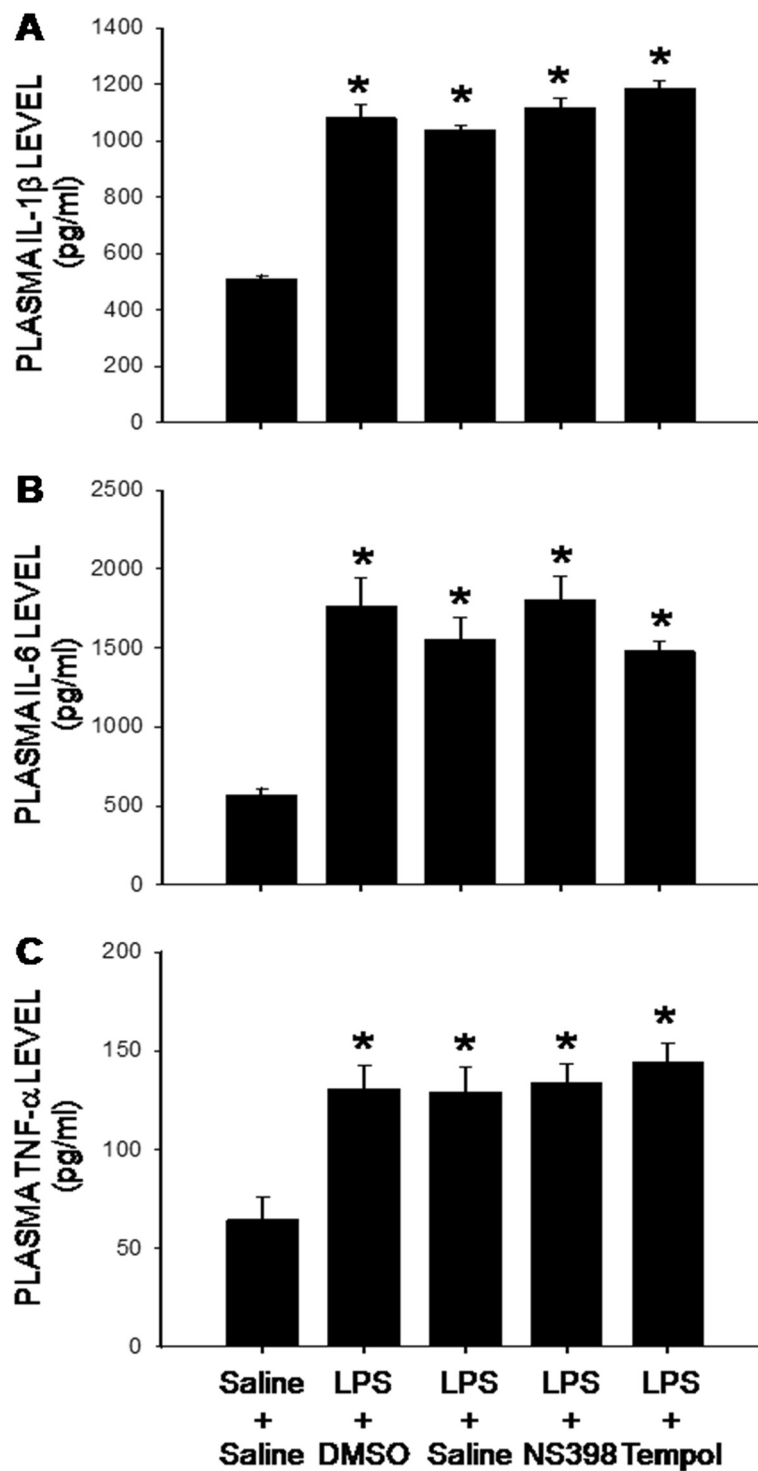 A
PLASMA IL-1β LEVEL
(pg/ml)
1400
1200
1000
800
600
400
200
0
*
*
*
*
B
PLASMA IL-6 LEVEL
(pg/ml)
2500
2000
1500
1000
500
0
*
*
*
*
C
PLASMA TNF-α LEVEL
(pg/ml)
200
150
100
50
0
*
*
*
*
Saline LPS LPS LPS LPS
+ + + + +
Saline DMSO Saline NS398 Tempol